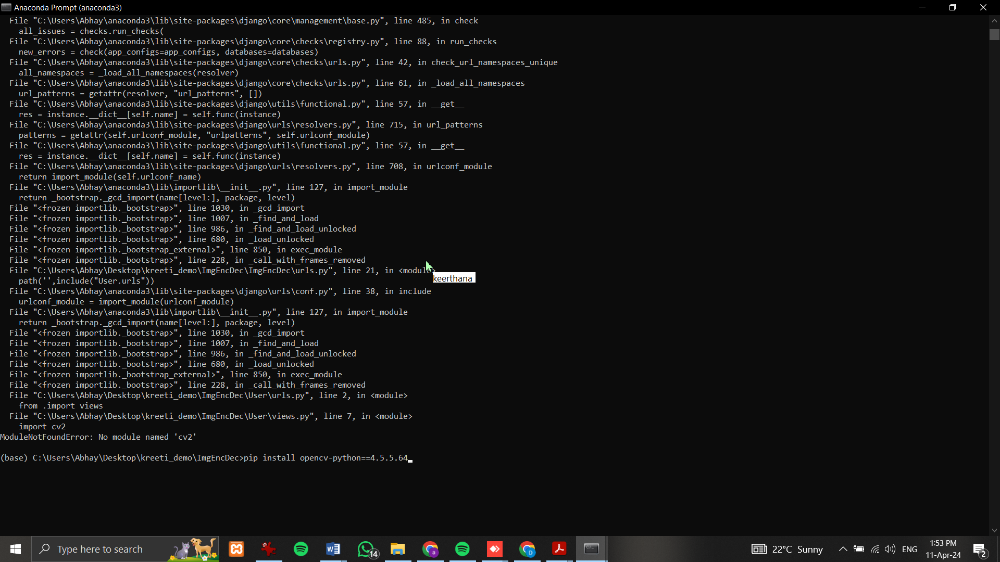 Anaconda Prompt (anaconda3)
File "C:\Users\Abhay\anaconda3\lib\site-packages\django\core\management\base.py", line 485, in check
all_issues = checks.run_checks(
File "C:\Users\Abhay\anaconda3\lib\site-packages\django\core\checks\registry.py", line 88, in run_checks
new_errors = check(app_configs=app_configs, databases=databases)
File "C:\Users\Abhay\anaconda3\lib\site-packages\django\core\checks\urls.py", line 42, in check_url_namespaces_unique
all_namespaces = _load_all_namespaces(resolver)
File "C:\Users\Abhay\anaconda3\lib\site-packages\django\core\checks\urls.py", line 61, in _load_all_namespaces
url_patterns = getattr(resolver, "url_patterns", [])
File "C:\Users\Abhay\anaconda3\lib\site-packages\django\utils\functional.py", line 57, in __get__
res = instance.__dict__[self.name] = self.func(instance)
File "C:\Users\Abhay\anaconda3\lib\site-packages\django\urls\resolvers.py", line 715, in url_patterns
patterns = getattr(self.urlconf_module, "urlpatterns", self.urlconf_module)
File "C:\Users\Abhay\anaconda3\lib\site-packages\django\utils\functional.py", line 57, in __get__
res = instance.__dict__[self.name] = self.func(instance)
File "C:\Users\Abhay\anaconda3\lib\site-packages\django\urls\resolvers.py", line 708, in urlconf_module
return import_module(self.urlconf_name)
File "C:\Users\Abhay\anaconda3\lib\importlib\__init__.py", line 127, in import_module
return _bootstrap._gcd_import(name[level:], package, level)
File "<frozen importlib._bootstrap>", line 1030, in _gcd_import
File "<frozen importlib._bootstrap>", line 1007, in _find_and_load
File "<frozen importlib._bootstrap>", line 986, in _find_and_load_unlocked
File "<frozen importlib._bootstrap>", line 680, in _load_unlocked
File "<frozen importlib._bootstrap_external>", line 850, in exec_module
File "<frozen importlib._bootstrap>", line 228, in _call_with_frames_removed
File "C:\Users\Abhay\Desktop\kreeti_demo\ImgEncDec\ImgEncDec\urls.py", line 21, in <module>
keerthana
path('',include("User.urls"))
File "C:\Users\Abhay\anaconda3\lib\site-packages\django\urls\conf.py", line 38, in include
urlconf_module = import_module(urlconf_module)
File "C:\Users\Abhay\anaconda3\lib\importlib\__init__.py", line 127, in import_module
return _bootstrap._gcd_import(name[level:], package, level)
File "<frozen importlib._bootstrap>", line 1030, in _gcd_import
File "<frozen importlib._bootstrap>", line 1007, in _find_and_load
File "<frozen importlib._bootstrap>", line 986, in _find_and_load_unlocked
File "<frozen importlib._bootstrap>", line 680, in _load_unlocked
File "<frozen importlib._bootstrap_external>", line 850, in exec_module
File "<frozen importlib._bootstrap>", line 228, in _call_with_frames_removed
File "C:\Users\Abhay\Desktop\kreeti_demo\ImgEncDec\User\urls.py", line 2, in <module>
from .import views
File "C:\Users\Abhay\Desktop\kreeti_demo\ImgEncDec\User\views.py", line 7, in <module>
import cv2
ModuleNotFoundError: No module named 'cv2'
(base) C:\Users\Abhay\Desktop\kreeti_demo\ImgEncDec>pip install opencv-python==4.5.5.64
Type here to search
14
22°C Sunny
ENG
1:53 PM
11-Apr-24
2